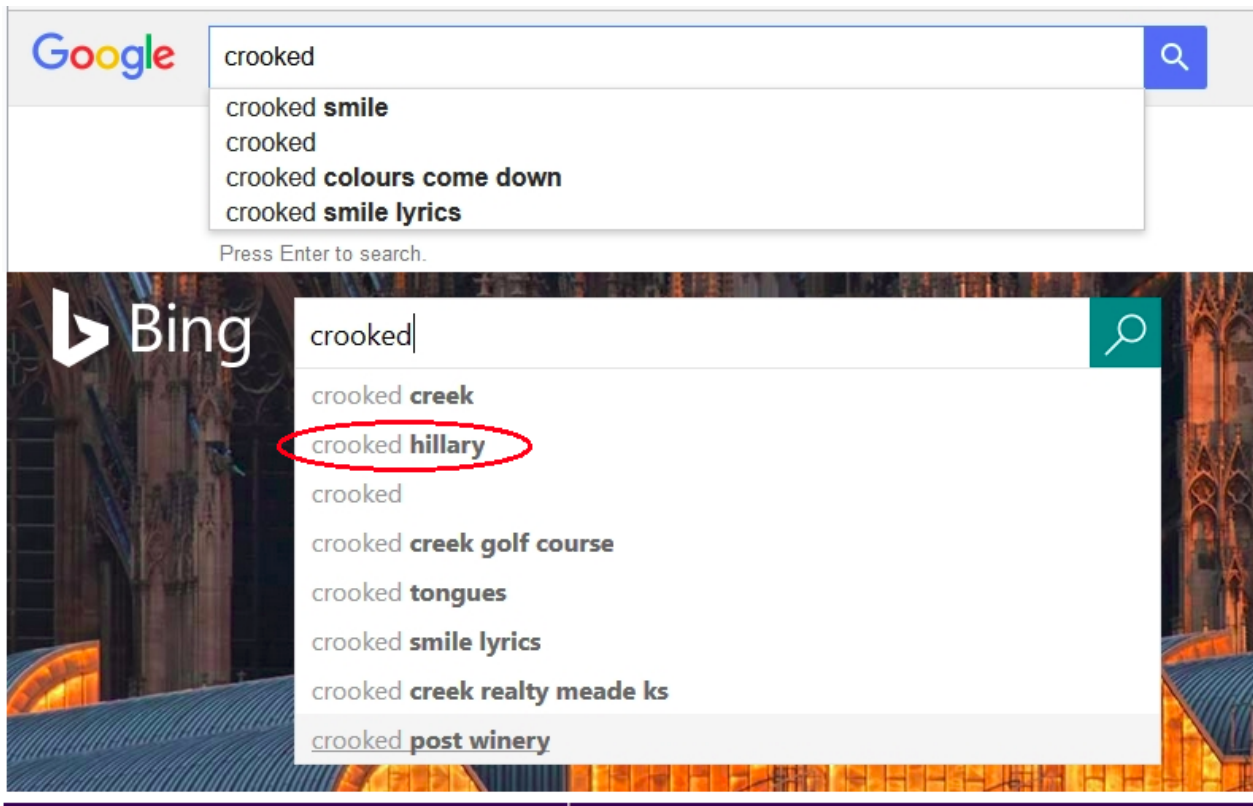 Google crooked
crooked smile
crooked
crooked colours come down
crooked smile lyrics
Press Enter to search.
Bing crooked
crooked creek
crooked hillary
crooked
crooked creek golf course
crooked tongues
crooked smile lyrics
crooked creek realty meade ks
crooked post winery